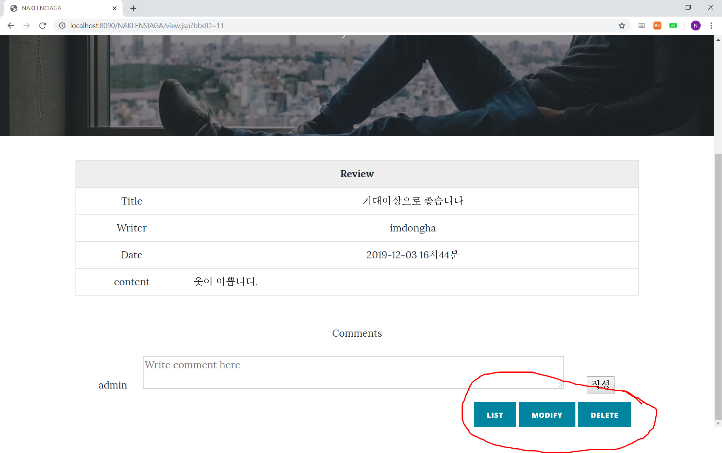 NAKLENCIAGA
localhost:8090/NAKLENSIAGA/view.jsp?bbsID=11
N
Review
Title 기대이상으로 좋습니다
Writer imdongha
Date 2019-12-03 16시44분
content 옷이 이쁩니다.
Comments
Write comment here
admin 작성
LIST MODIFY DELETE